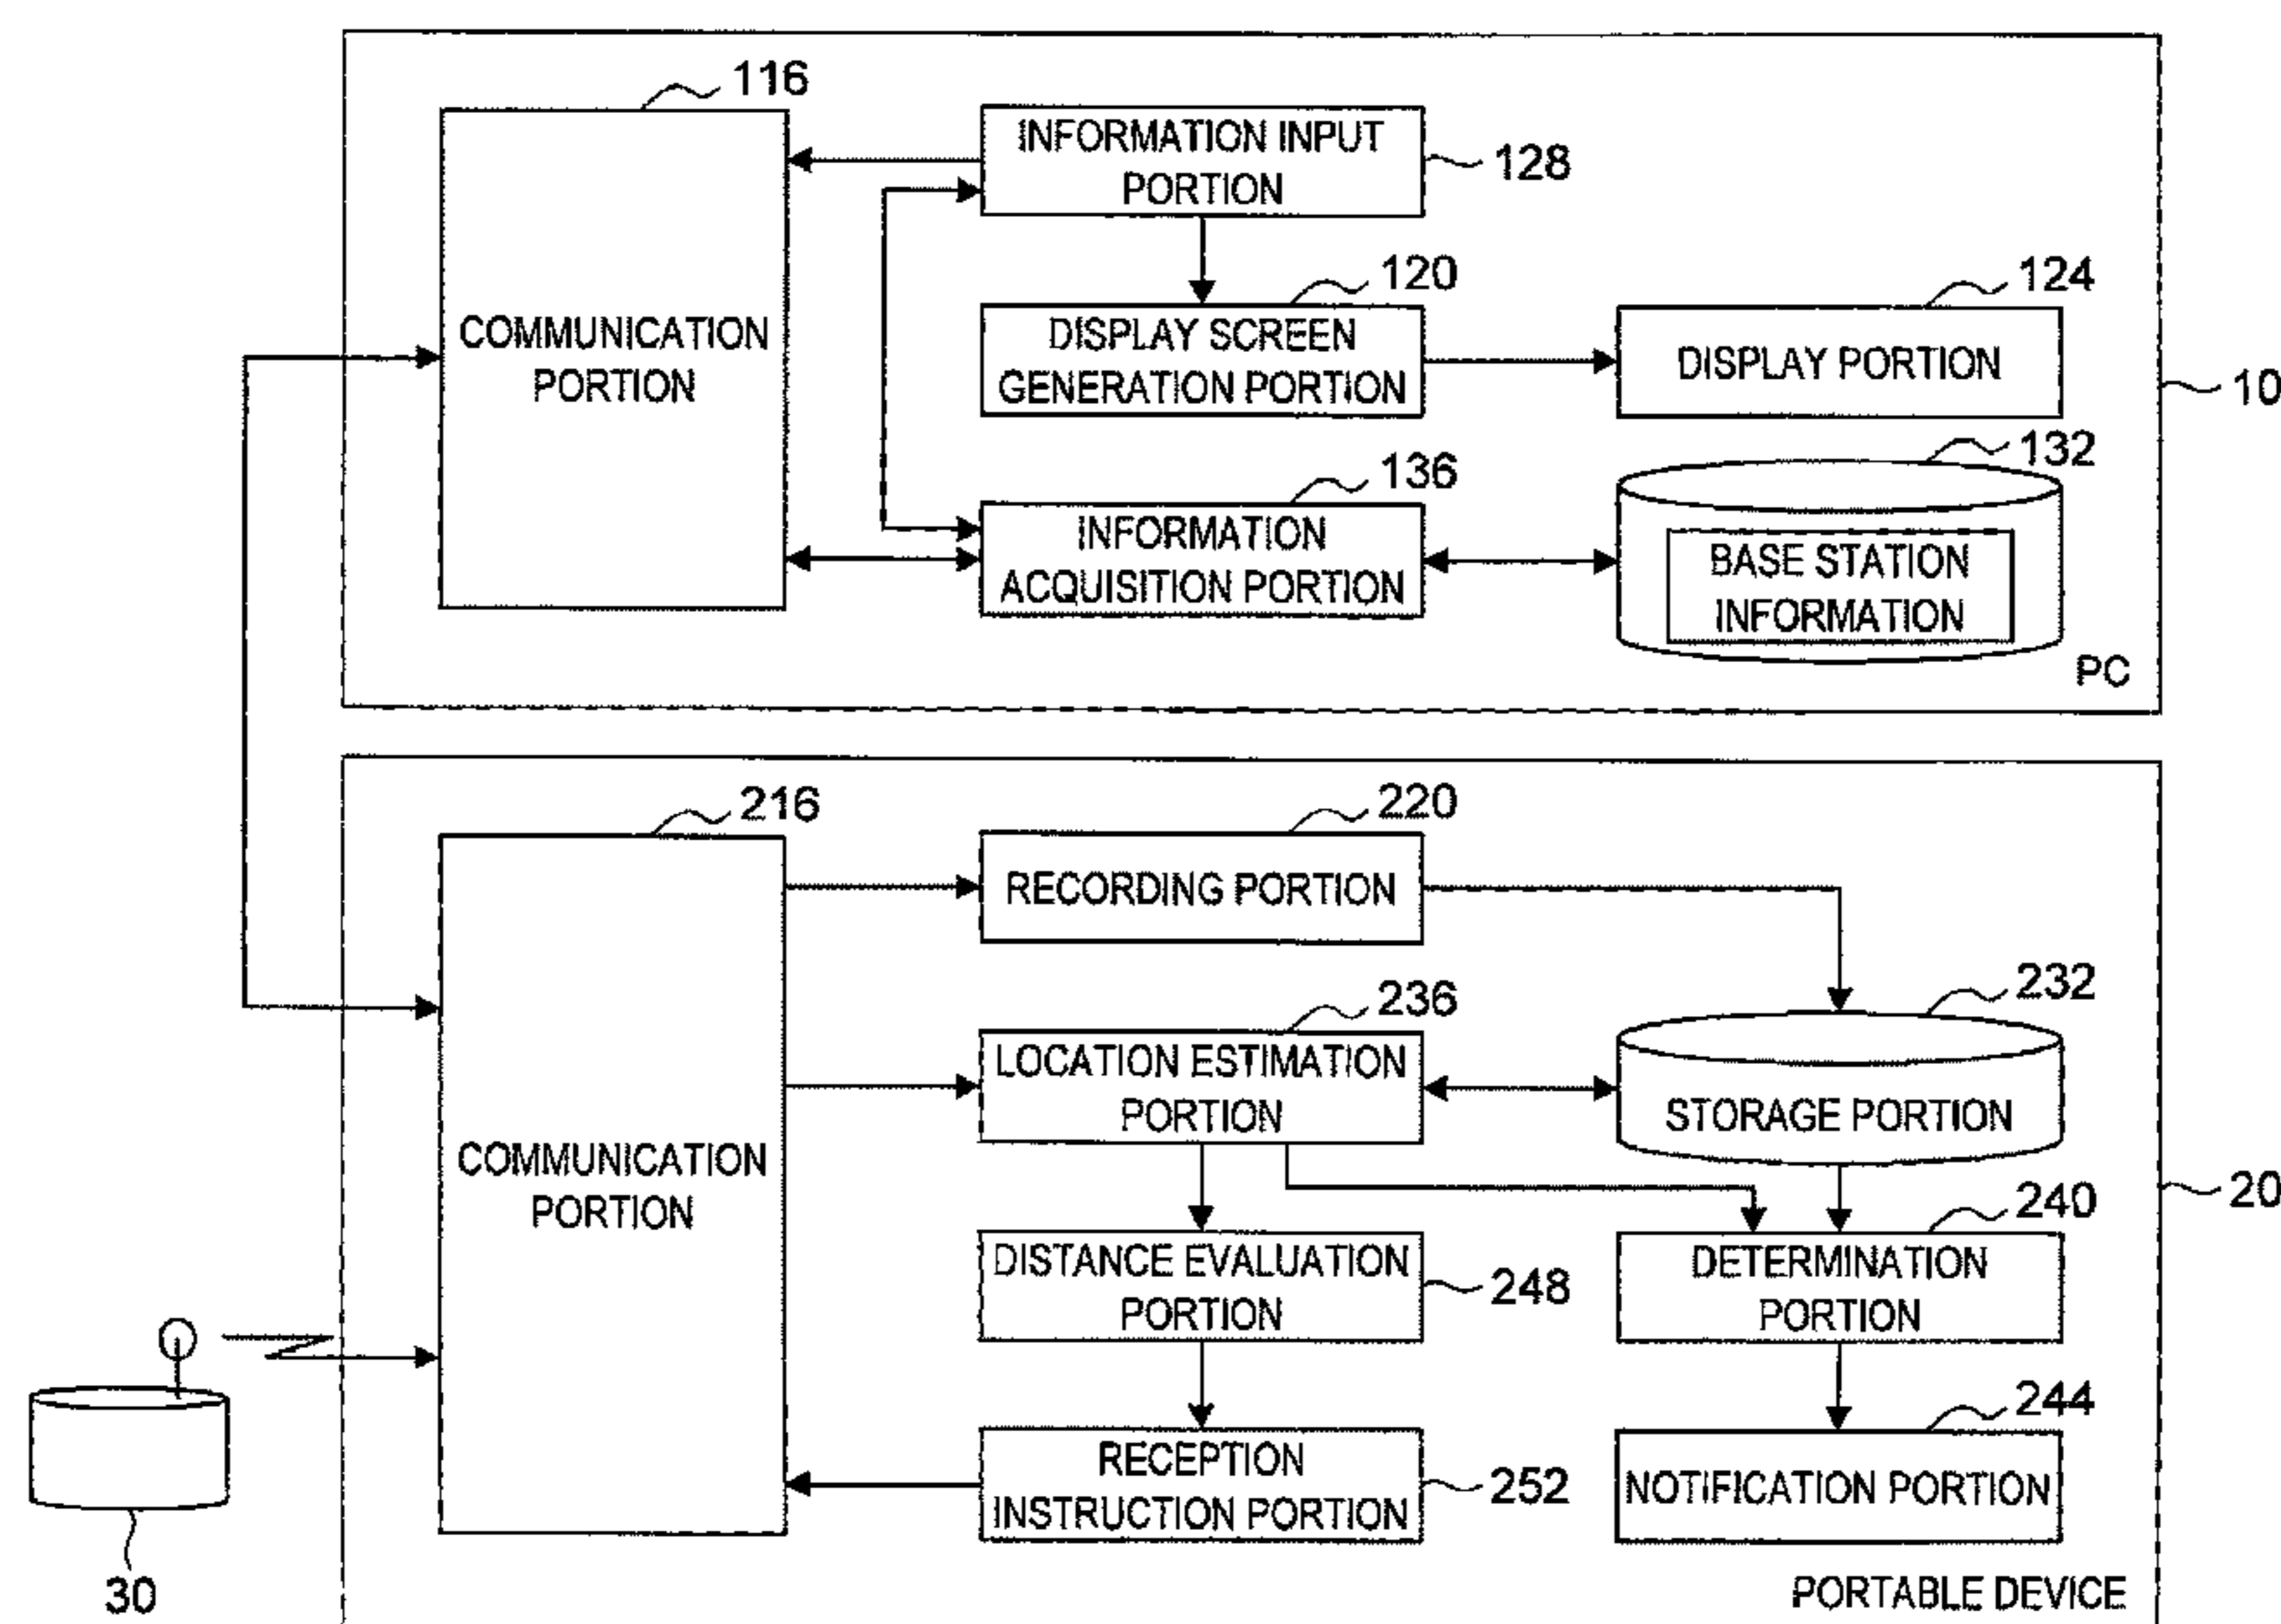 116
INFORMATION INPUT
PORTION
128
120
124
COMMUNICATION
PORTION
DISPLAY SCREEN
GENERATION PORTION
DISPLAY PORTION
10
136
132
INFORMATION
ACQUISITION PORTION
BASE STATION
INFORMATION
PC
216
220
RECORDING PORTION
236
232
LOCATION ESTIMATION
PORTION
STORAGE PORTION
COMMUNICATION
PORTION
20
240
DISTANCE EVALUATION
PORTION
248
DETERMINATION
PORTION
244
RECEPTION
INSTRUCTION PORTION
252
NOTIFICATION PORTION
30
PORTABLE DEVICE